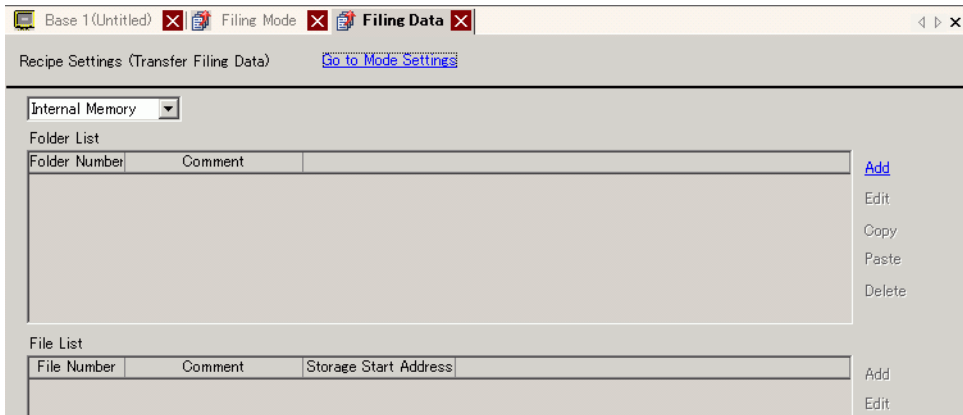 Base 1(Untitled) Filing Mode Filing Data
Recipe Settings (Transfer Filing Data) Go to Mode Settings
Internal Memory
Folder List
Folder Number Comment
Add
Edit
Copy
Paste
Delete
File List
File Number Comment Storage Start Address
Add
Edit